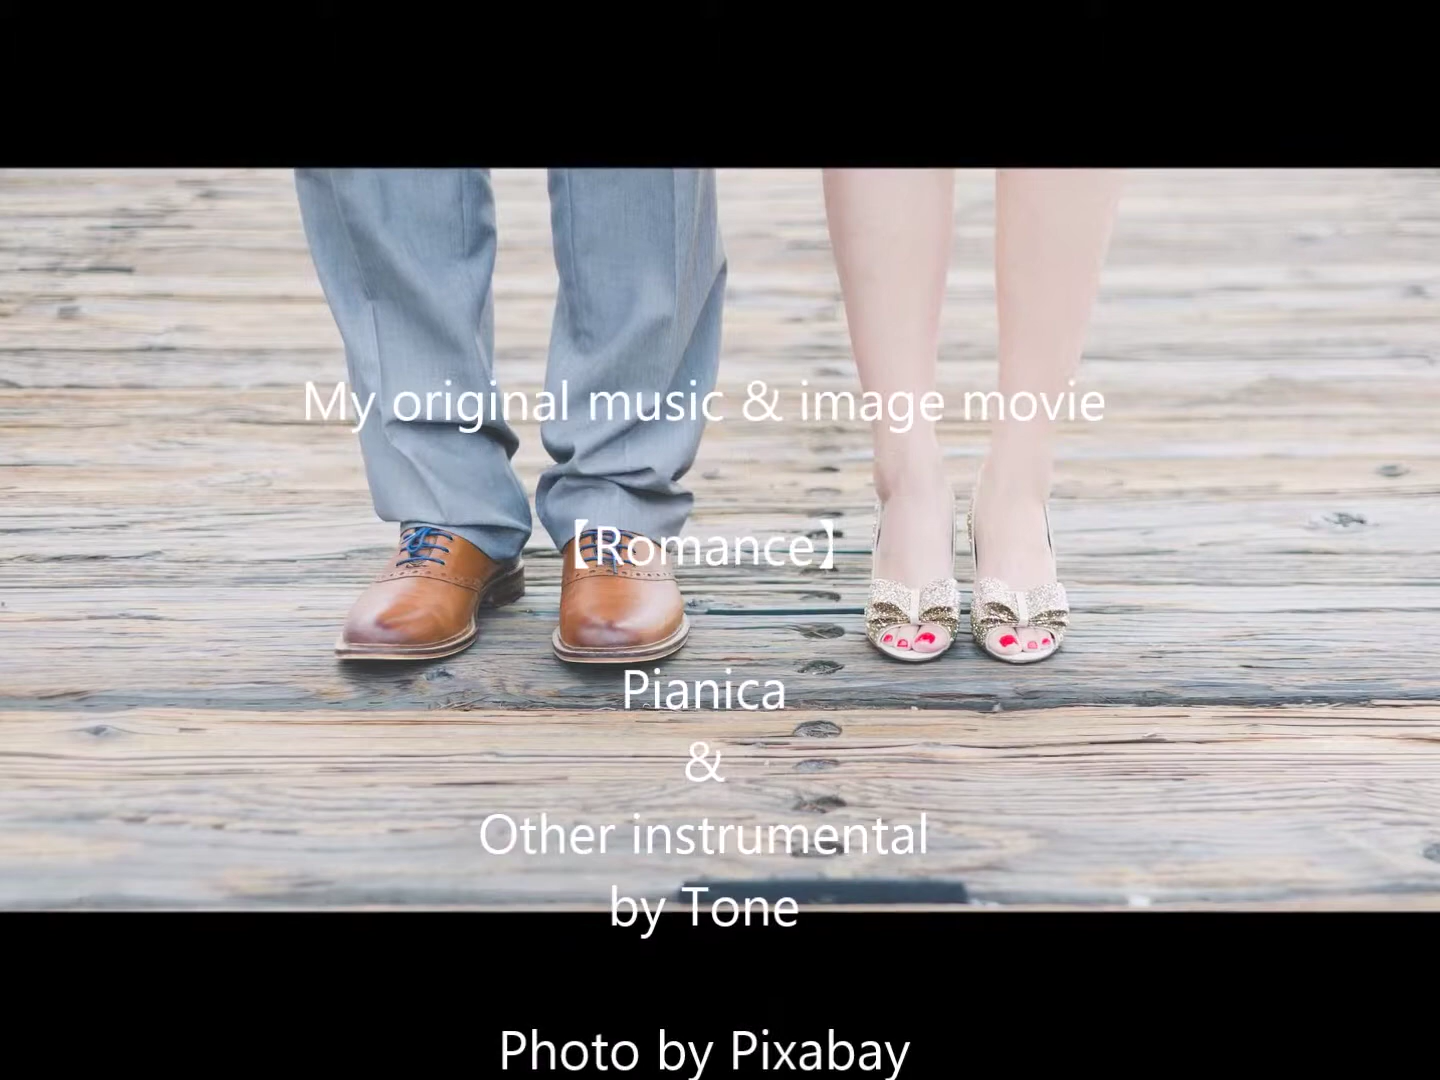 My original music & image movie
【Romance】
Pianica
&
Other instrumental
by Tone
Photo by Pixabay